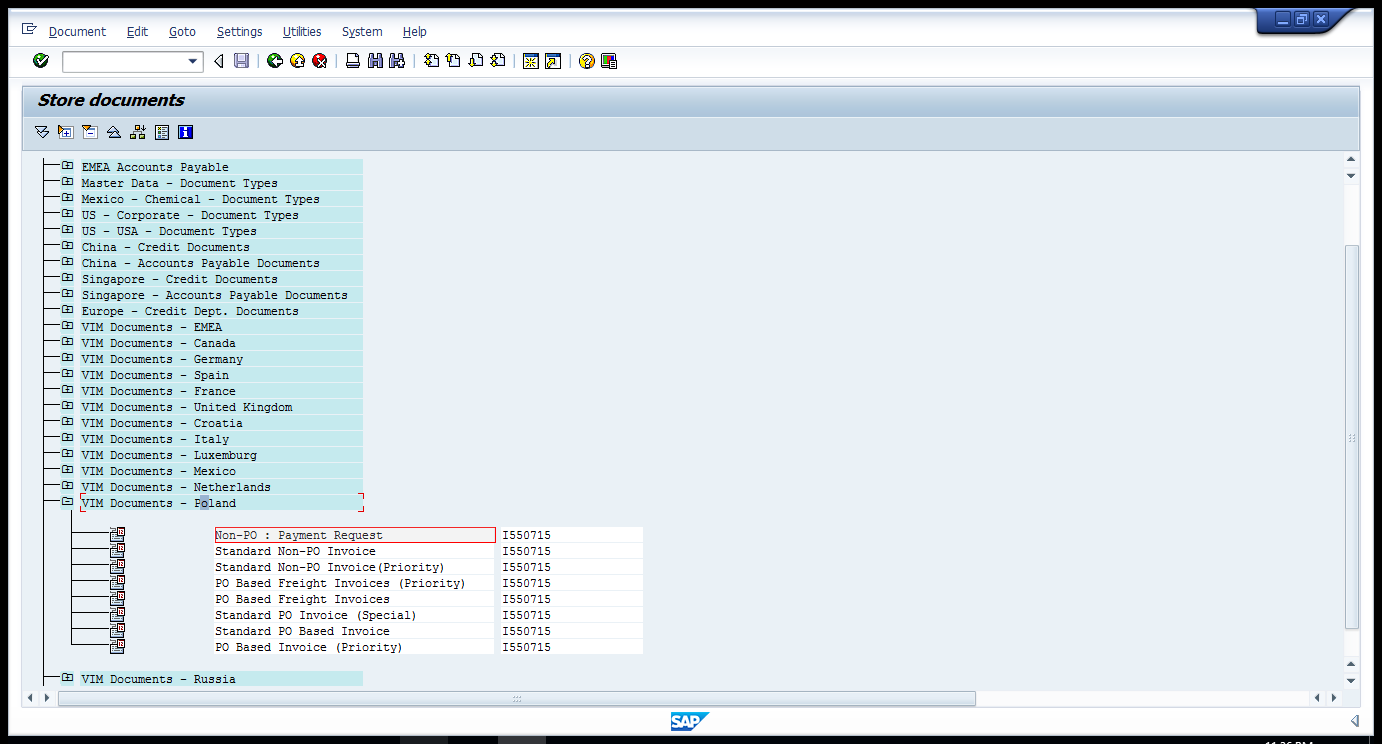 Document Edit Goto Settings Utilities System Help
Store documents
EMEA Accounts Payable
Master Data - Document Types
Mexico - Chemical - Document Types
US - Corporate - Document Types
US - USA - Document Types
China - Credit Documents
China - Accounts Payable Documents
Singapore - Credit Documents
Singapore - Accounts Payable Documents
Europe - Credit Dept. Documents
VIM Documents - EMEA
VIM Documents - Canada
VIM Documents - Germany
VIM Documents - Spain
VIM Documents - France
VIM Documents - United Kingdom
VIM Documents - Croatia
VIM Documents - Italy
VIM Documents - Luxemburg
VIM Documents - Mexico
VIM Documents - Netherlands
VIM Documents - Poland
Non-PO : Payment Request I550715
Standard Non-PO Invoice I550715
Standard Non-PO Invoice(Priority) I550715
PO Based Freight Invoices (Priority) I550715
PO Based Freight Invoices I550715
Standard PO Invoice (Special) I550715
Standard PO Based Invoice I550715
PO Based Invoice (Priority) I550715
VIM Documents - Russia
SAP